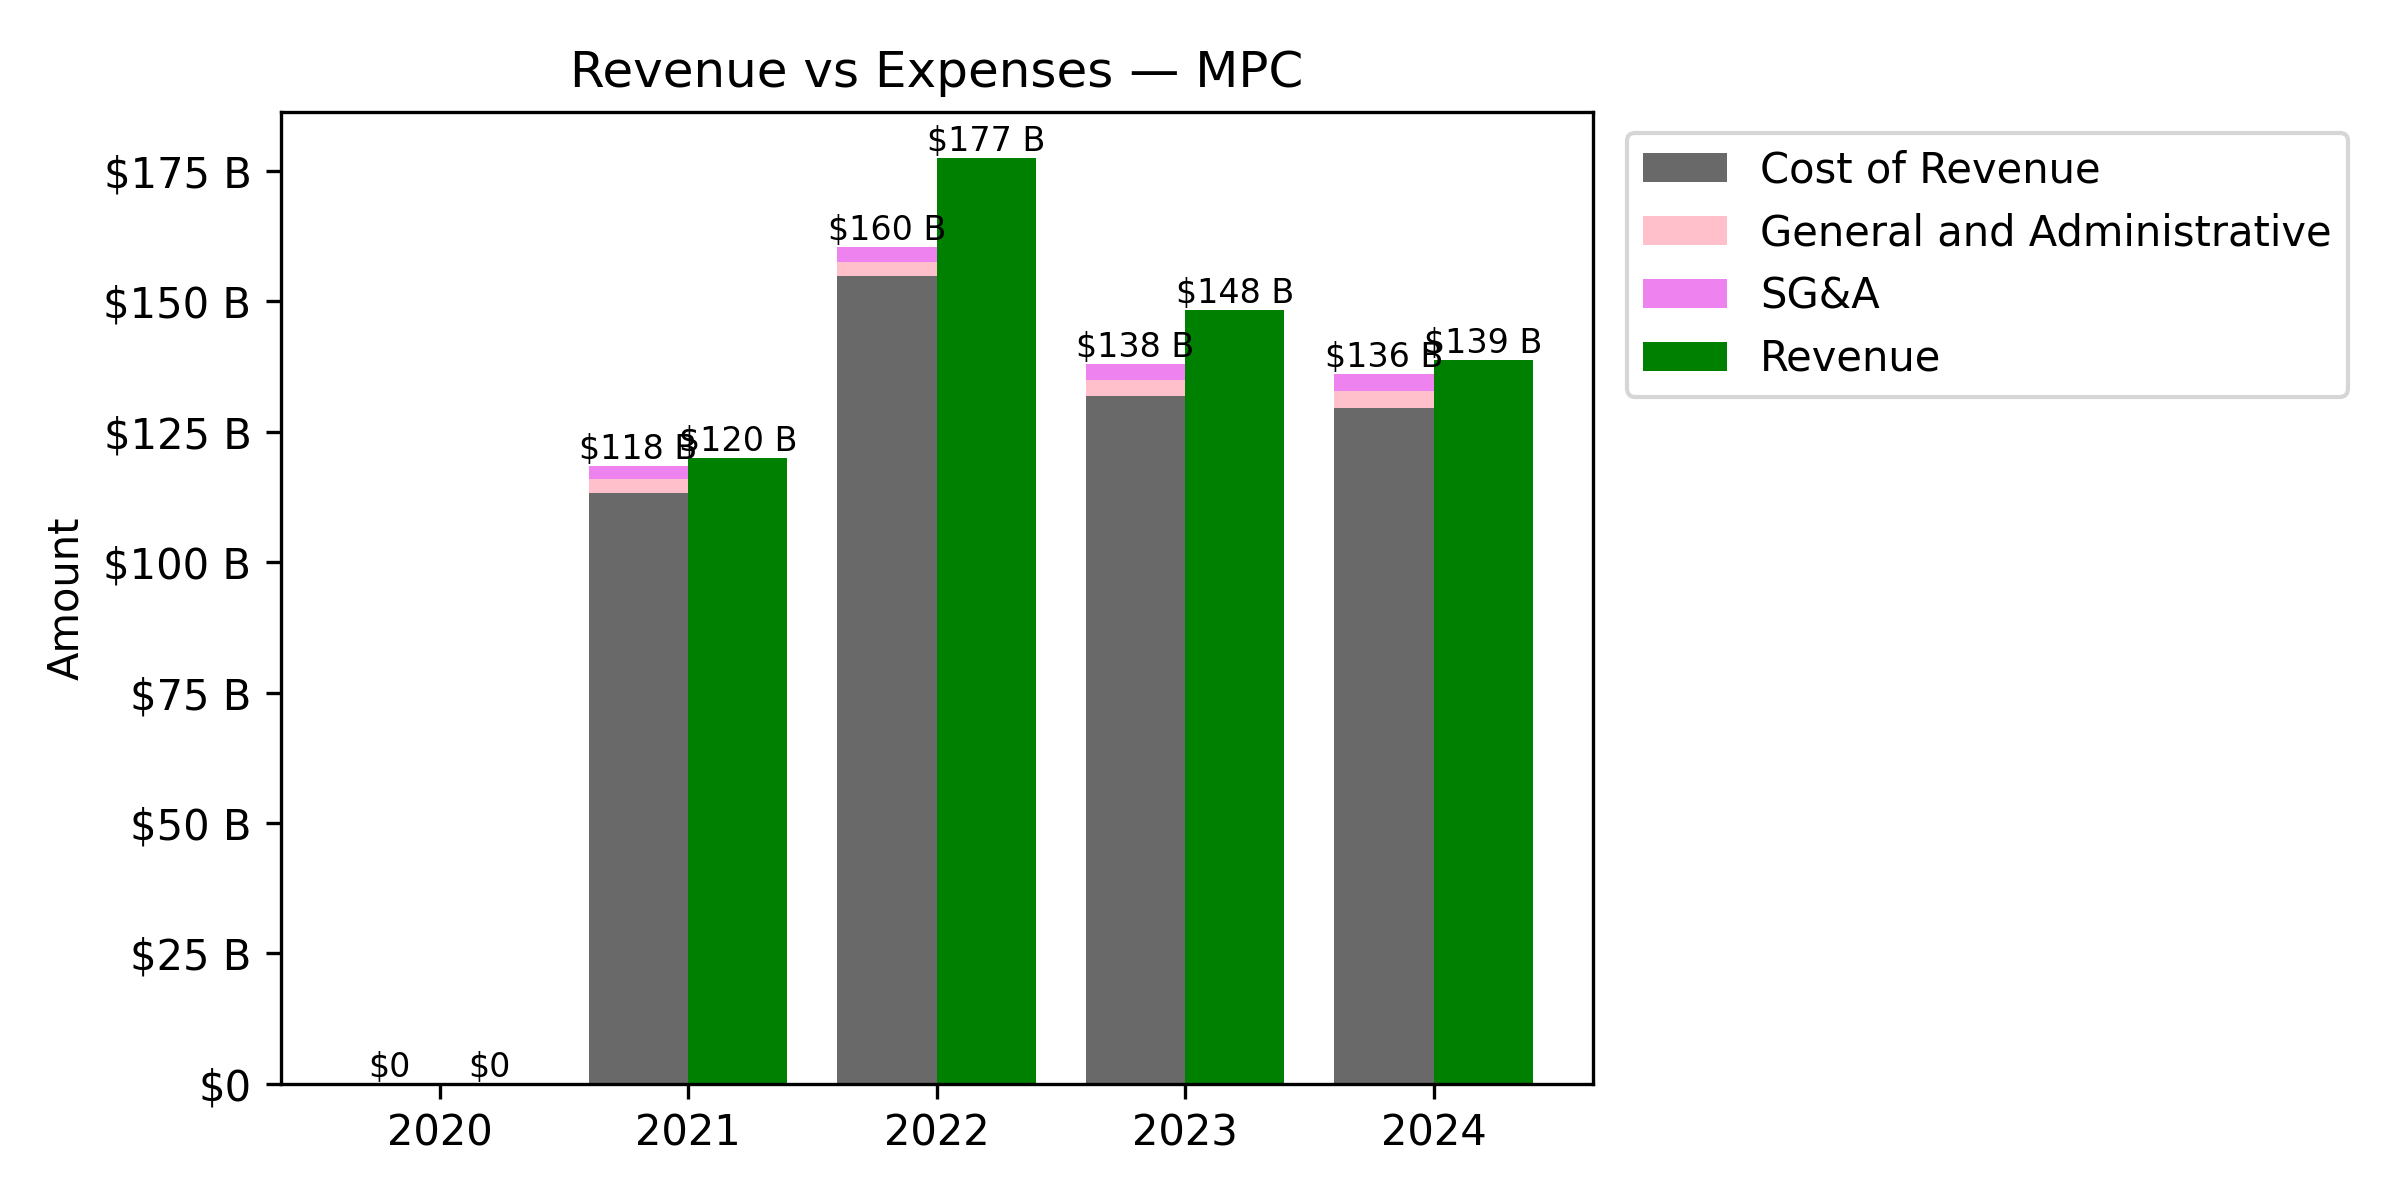 Revenue vs Expenses — MPC
Amount
$175 B
$150 B
$125 B
$100 B
$75 B
$50 B
$25 B
$0
$0
$0
$118 B
$120 B
$160 B
$177 B
$138 B
$148 B
$136 B
$139 B
2020
2021
2022
2023
2024
Cost of Revenue
General and Administrative
SG&A
Revenue